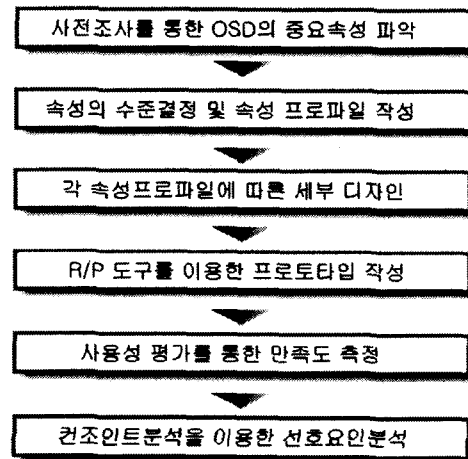 사전조사를 통한 OSD의 중요속성 파악
속성의 수준결정 및 속성 프로파일 작성
각 속성프로파일에 따른 세부 디자인
R/P 도구를 이용한 프로토타입 작성
사용성 평가를 통한 만족도 측정
컨조인트분석을 이용한 선호요인분석